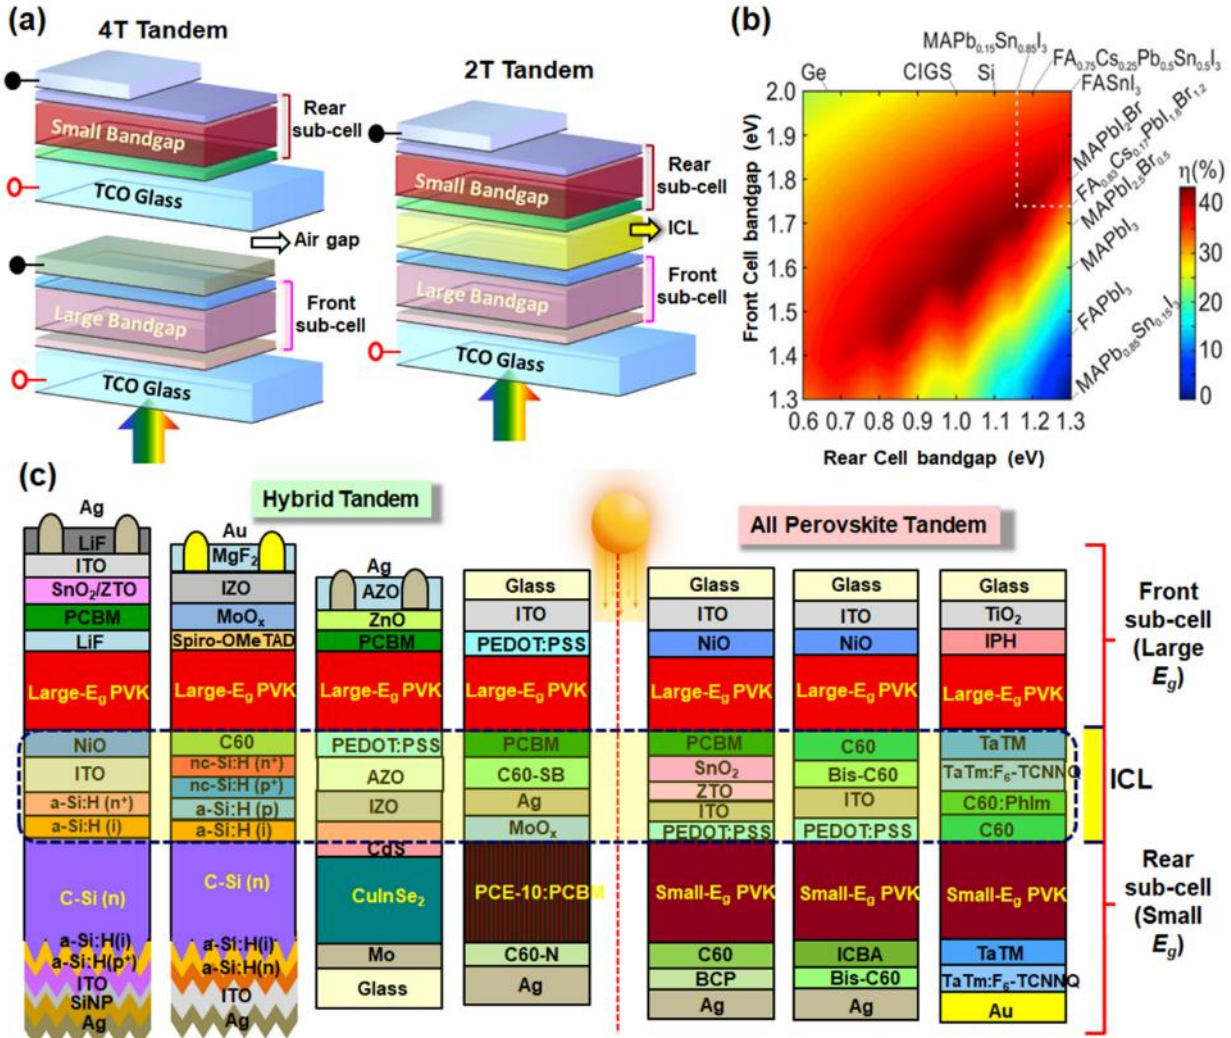 (a)
4T Tandem
Small Bandgap
Rear
sub-cell
TCO Glass
Air gap
Large Bandgap
Front
sub-cell
TCO Glass
2T Tandem
Small Bandgap
Rear
sub-cell
ICL
Large Bandgap
Front
sub-cell
TCO Glass
(b)
Ge
CIGS
Si
MAPb0.15Sn0.85I3
FA0.75Cs0.25Pb0.5Sn0.5I3
FASnI3
MAPbI2Br
FA0.83Cs0.17PbI1.8Br1.2
MAPbI2.5Br0.5
MAPbI3
FAPbI3
MAPb0.85Sn0.15I3
Front Cell bandgap (eV)
2.0
1.9
1.8
1.7
1.6
1.5
1.4
1.3
0.6 0.7 0.8 0.9 1.0 1.1 1.2 1.3
Rear Cell bandgap (eV)
η(%)
40
30
20
10
0
(c)
Hybrid Tandem
All Perovskite Tandem
Ag
LiF
ITO
SnO2/ZTO
PCBM
LiF
Large-Eg PVK
NiO
ITO
a-Si:H (n+)
a-Si:H (i)
C-Si (n)
a-Si:H(i)
a-Si:H(p+)
ITO
SiNP
Ag
Au
MgF2
IZO
MoOx
Spiro-OMeTAD
Large-Eg PVK
C60
nc-Si:H (n+)
nc-Si:H (p+)
a-Si:H (p)
a-Si:H (i)
C-Si (n)
a-Si:H(i)
a-Si:H(n)
ITO
Ag
Ag
AZO
ZnO
PCBM
Large-Eg PVK
PEDOT:PSS
AZO
IZO
CdS
CuInSe2
Mo
Glass
Glass
ITO
PEDOT:PSS
Large-Eg PVK
PCBM
C60-SB
Ag
MoOx
PCE-10:PCBM
C60-N
Ag
Glass
ITO
NiO
Large-Eg PVK
PCBM
SnO2
ZTO
ITO
PEDOT:PSS
Small-Eg PVK
C60
BCP
Ag
Glass
ITO
NiO
Large-Eg PVK
C60
Bis-C60
ITO
PEDOT:PSS
Small-Eg PVK
ICBA
Bis-C60
Ag
Glass
TiO2
IPH
Large-Eg PVK
TaTM
TaTm:F6-TCNNQ
C60:PhIm
C60
Small-Eg PVK
TaTM
TaTm:F6-TCNNQ
Au
Front
sub-cell
(Large
Eg)
ICL
Rear
sub-cell
(Small
Eg)